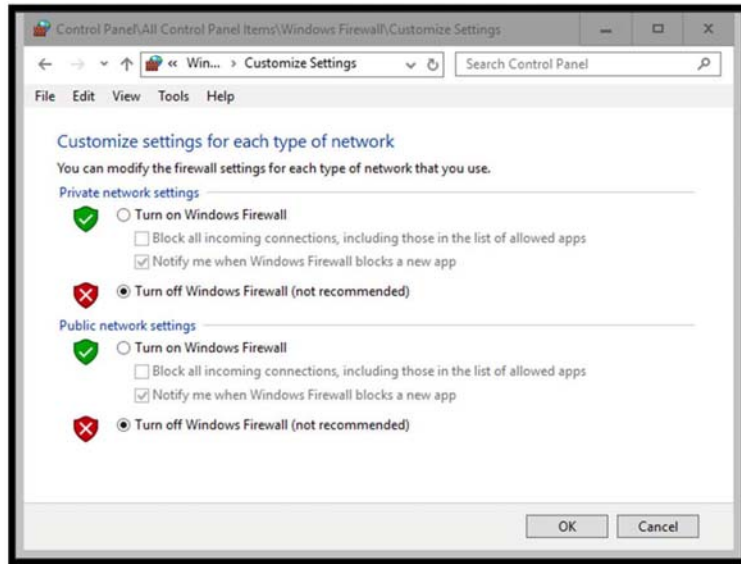 Control Panel\All Control Panel Items\Windows Firewall\Customize Settings
« Win... > Customize Settings
Search Control Panel
File Edit View Tools Help
Customize settings for each type of network
You can modify the firewall settings for each type of network that you use.
Private network settings
Turn on Windows Firewall
Block all incoming connections, including those in the list of allowed apps
Notify me when Windows Firewall blocks a new app
Turn off Windows Firewall (not recommended)
Public network settings
Turn on Windows Firewall
Block all incoming connections, including those in the list of allowed apps
Notify me when Windows Firewall blocks a new app
Turn off Windows Firewall (not recommended)
OK Cancel